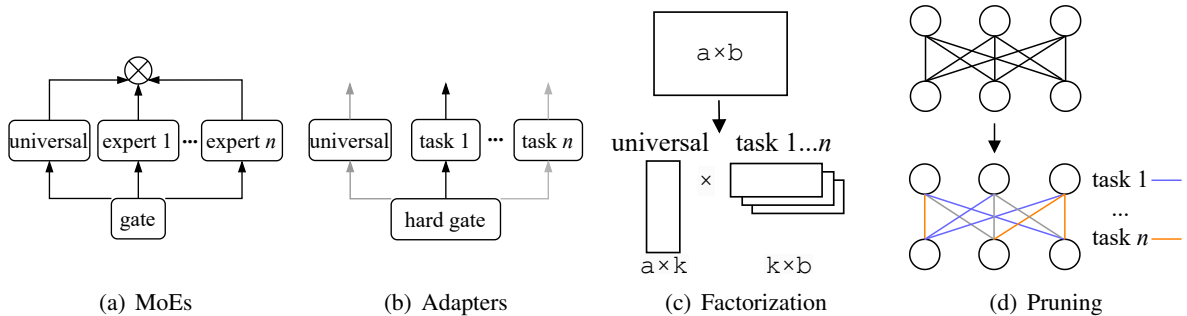 universal expert 1 ... expert n
gate
(a) MoEs
universal task 1 ... task n
hard gate
(b) Adapters
a×b
universal task 1...n
×
a×k k×b
(c) Factorization
task 1
...
task n
(d) Pruning